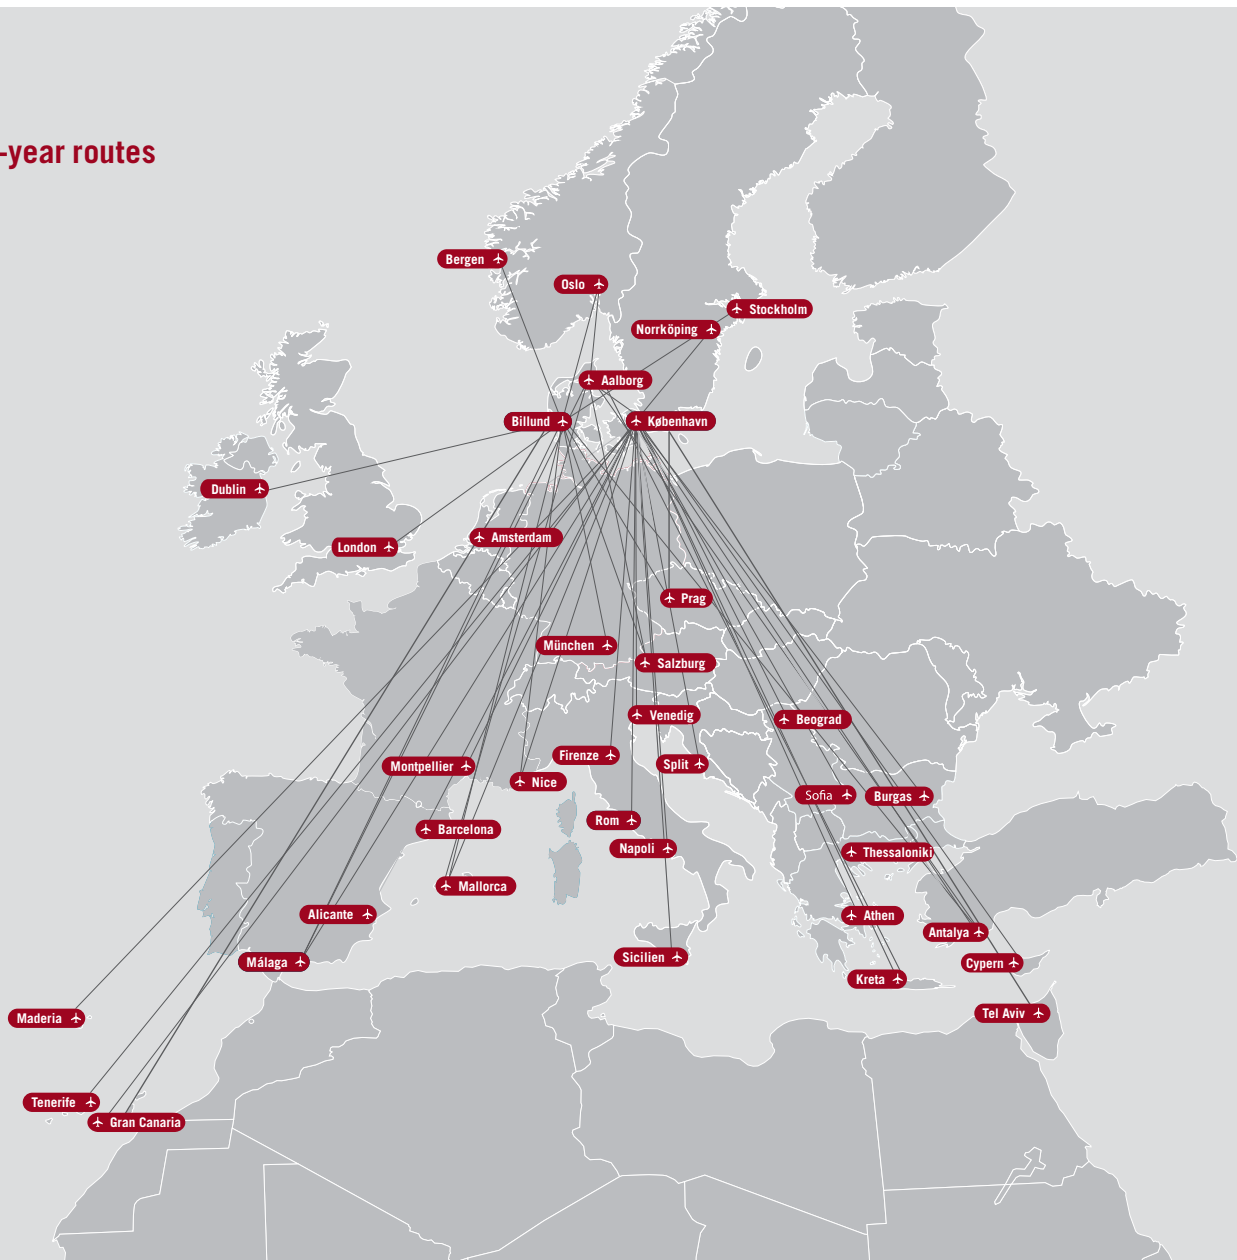 -year routes
Bergen
Oslo
Stockholm
Norrköping
Aalborg
Billund
København
Dublin
London
Amsterdam
Prag
München
Salzburg
Venedig
Beograd
Firenze
Split
Montpellier
Nice
Sofia
Burgas
Rom
Barcelona
Napoli
Thessaloniki
Mallorca
Alicante
Athen
Antalya
Málaga
Sicilien
Cypern
Kreta
Maderia
Tel Aviv
Tenerife
Gran Canaria